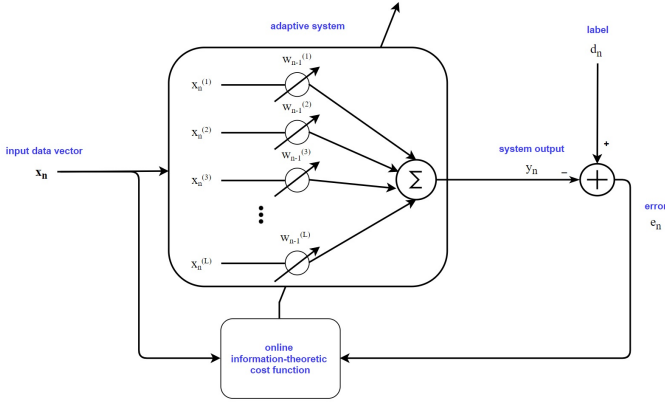 adaptive system
label
dₙ
wₙ₋₁⁽¹⁾
xₙ⁽¹⁾
wₙ₋₁⁽²⁾
xₙ⁽²⁾
+
input data vector
xₙ
wₙ₋₁⁽³⁾
xₙ⁽³⁾
Σ
system output
yₙ
−
+
error
eₙ
wₙ₋₁⁽ᴸ⁾
xₙ⁽ᴸ⁾
online
information-theoretic
cost function